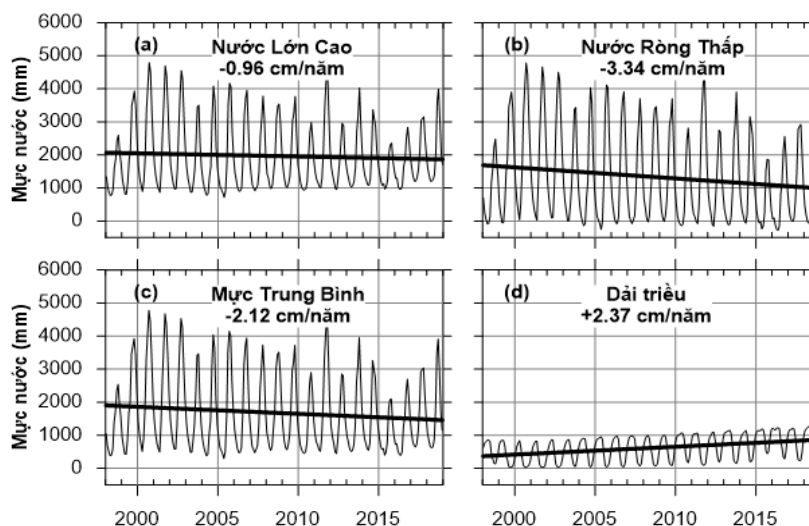 6000
5000
4000
3000
2000
1000
0
Mực nước (mm)
(a)
Nước Lớn Cao
-0.96 cm/năm
(b)
Nước Ròng Thấp
-3.34 cm/năm
6000
5000
4000
3000
2000
1000
0
Mực nước (mm)
(c)
Mực Trung Bình
-2.12 cm/năm
(d)
Dải triều
+2.37 cm/năm
2000 2005 2010 2015
2000 2005 2010 2015